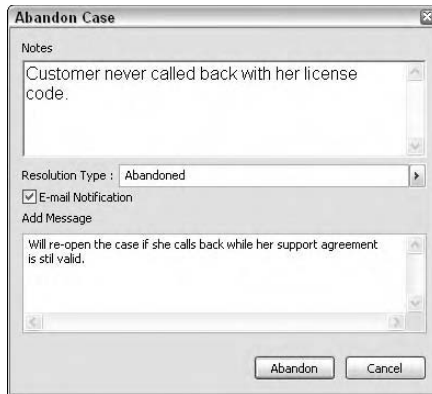 Abandon Case
Notes
Customer never called back with her license
code.
Resolution Type : Abandoned
E-mail Notification
Add Message
Will re-open the case if she calls back while her support agreement
is stil valid.
Abandon Cancel